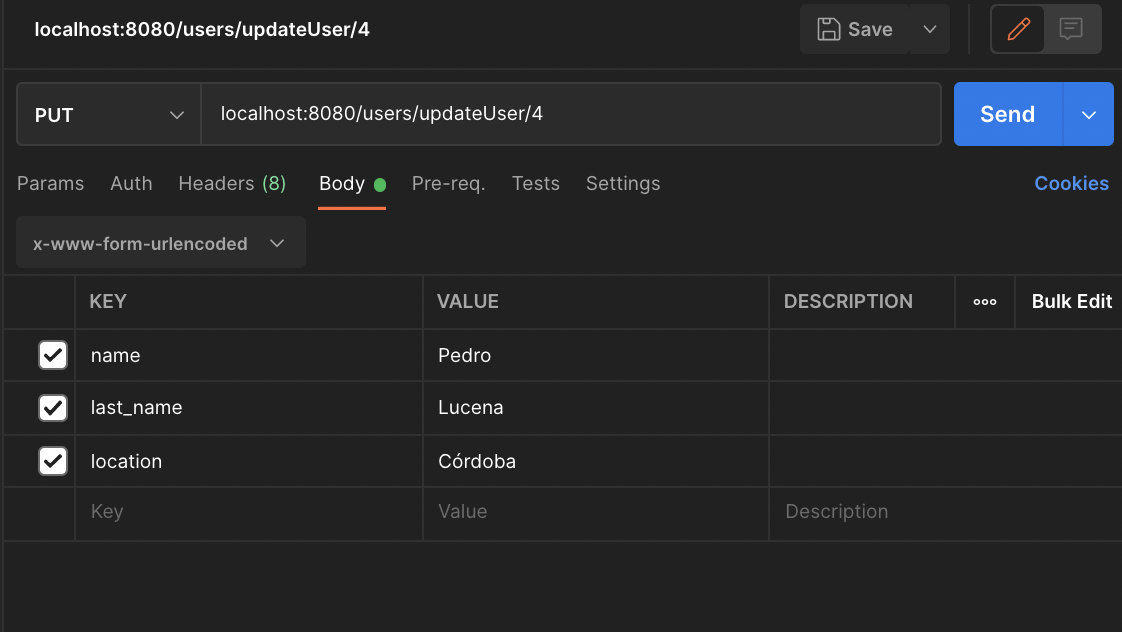 localhost:8080/users/updateUser/4
Save
PUT
localhost:8080/users/updateUser/4
Send
Params Auth Headers (8) Body Pre-req. Tests Settings Cookies
x-www-form-urlencoded
KEY VALUE DESCRIPTION Bulk Edit
name Pedro
last_name Lucena
location Córdoba
Key Value Description